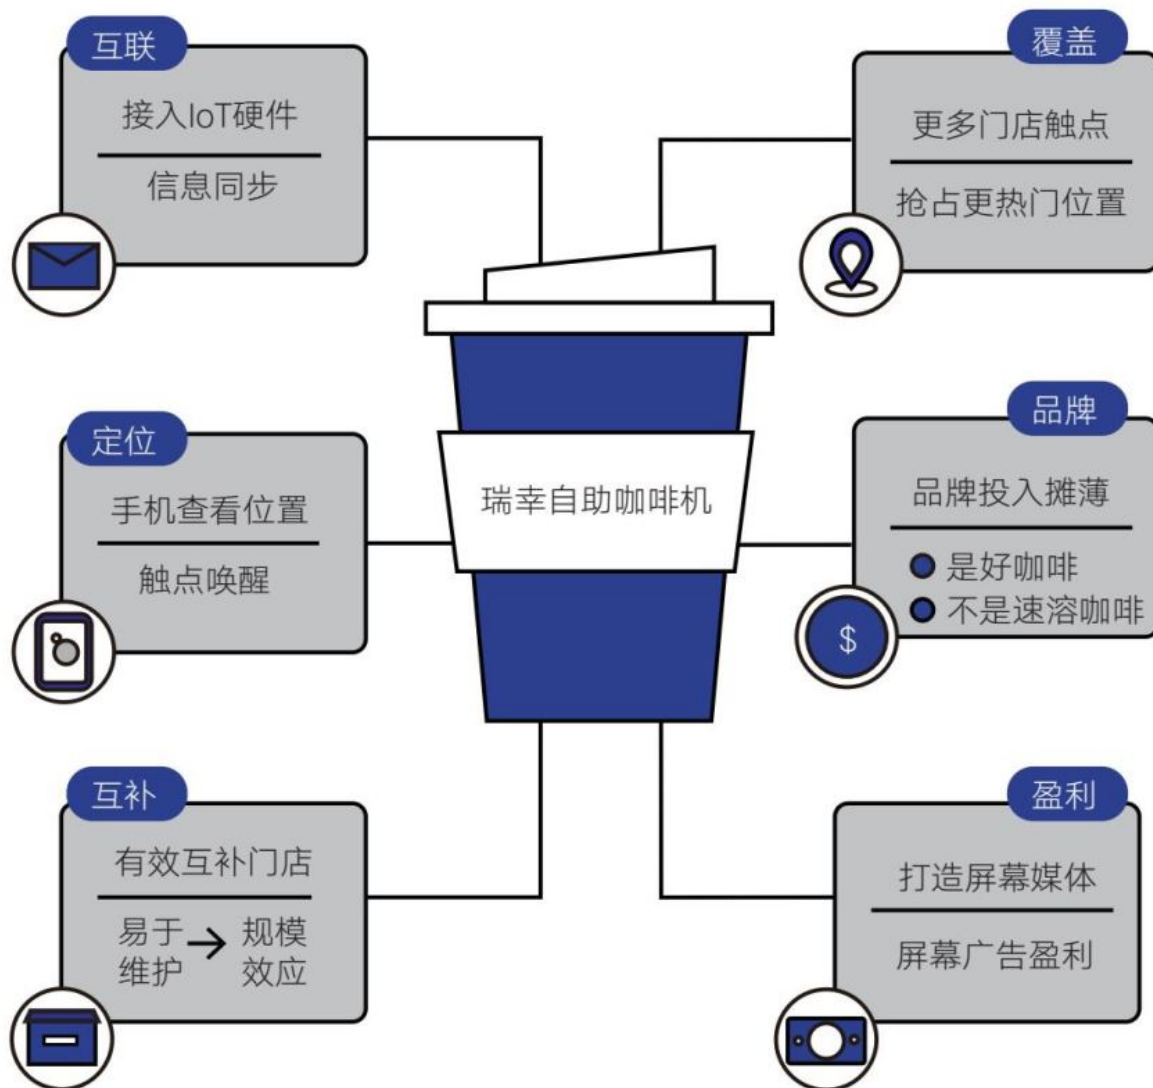 互联
接入IoT硬件
信息同步
覆盖
更多门店触点
抢占更热门位置
定位
手机查看位置
触点唤醒
瑞幸自助咖啡机
品牌
品牌投入摊薄
是好咖啡
不是速溶咖啡
$
互补
有效互补门店
易于
维护
规模
效应
盈利
打造屏幕媒体
屏幕广告盈利